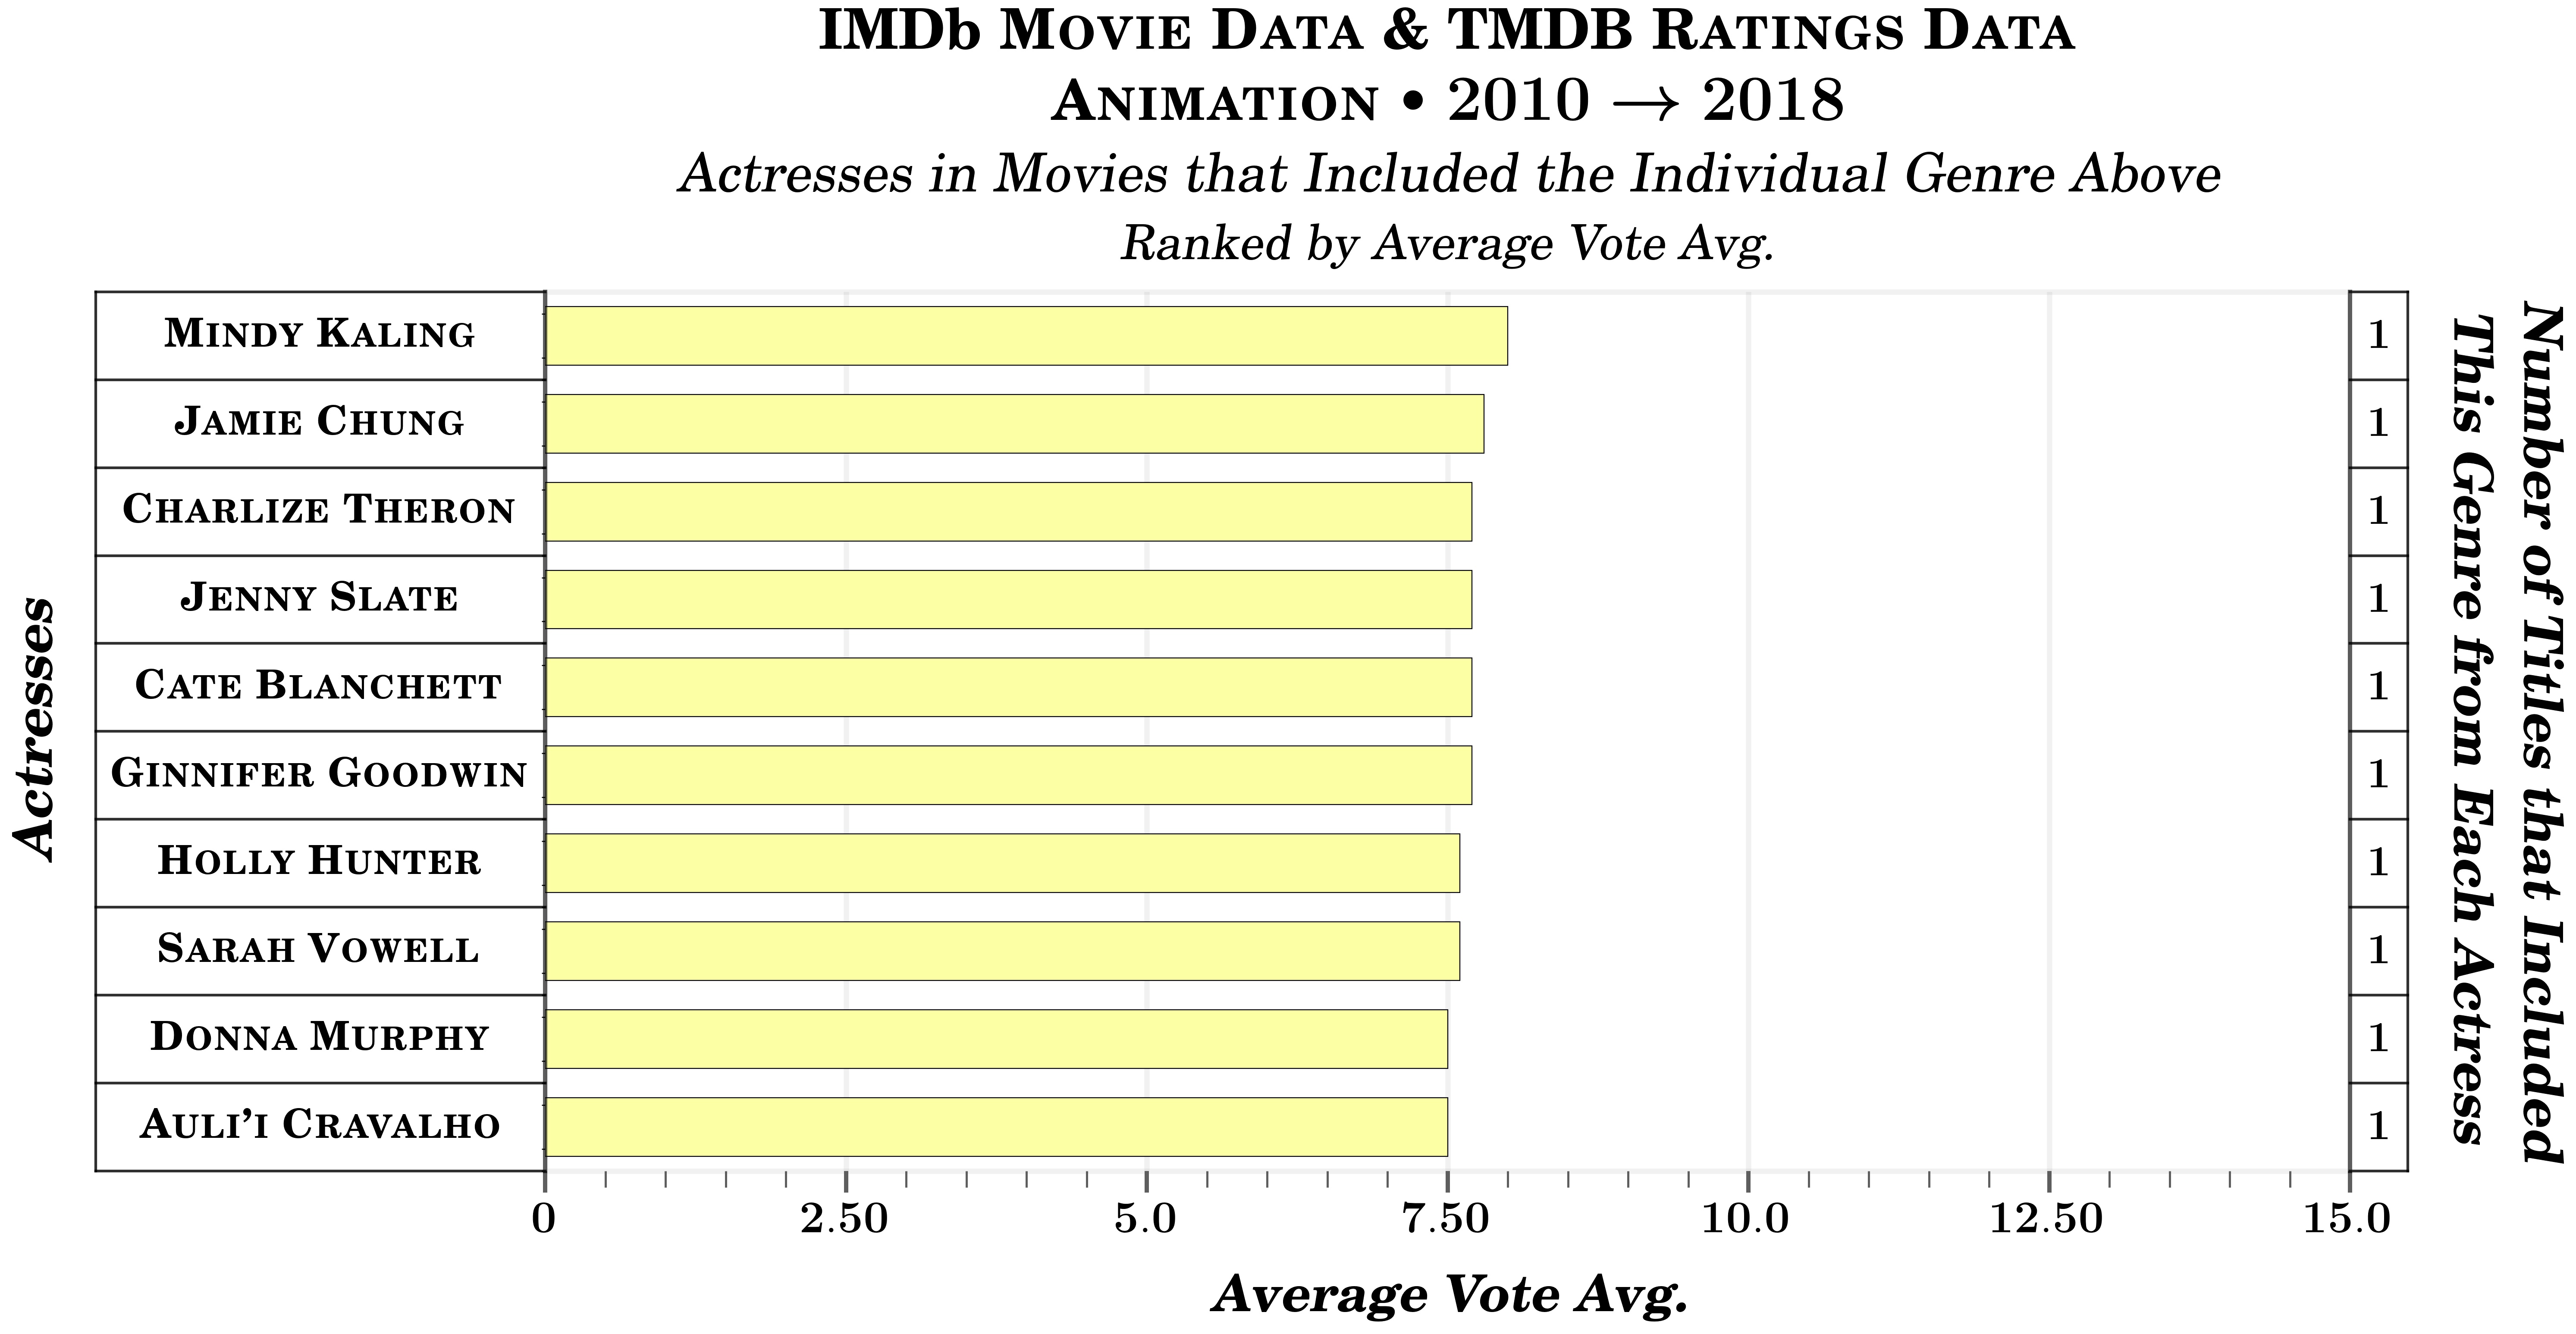 IMDb Movie Data & TMDB Ratings Data
Animation • 2010 → 2018
Actresses in Movies that Included the Individual Genre Above
Ranked by Average Vote Avg.
Actresses
Mindy Kaling 1
Jamie Chung 1
Charlize Theron 1
Jenny Slate 1
Cate Blanchett 1
Ginnifer Goodwin 1
Holly Hunter 1
Sarah Vowell 1
Donna Murphy 1
Auli’i Cravalho 1
Number of Titles that Included
This Genre from Each Actress
0 2.50 5.0 7.50 10.0 12.50 15.0
Average Vote Avg.